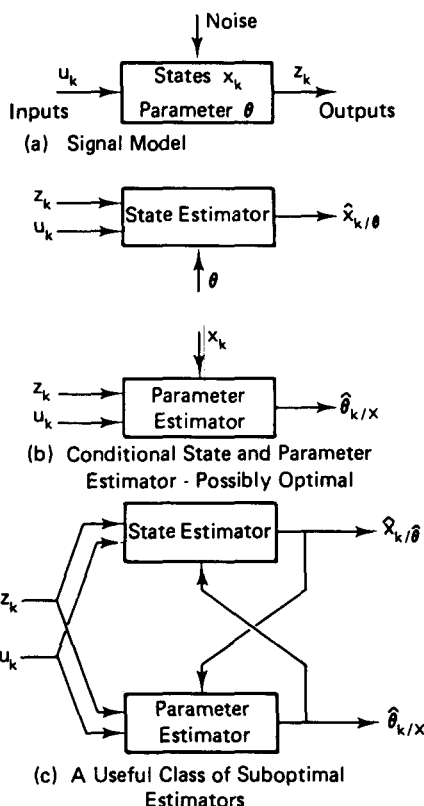 Noise
u_k
States x_k
z_k
Inputs
Parameter θ
Outputs
(a) Signal Model
z_k
u_k
State Estimator
x̂_k/θ
θ
x_k
z_k
u_k
Parameter
Estimator
θ̂_k/x
(b) Conditional State and Parameter
Estimator - Possibly Optimal
State Estimator
x̂_k/θ̂
z_k
u_k
Parameter
Estimator
θ̂_k/x
(c) A Useful Class of Suboptimal
Estimators